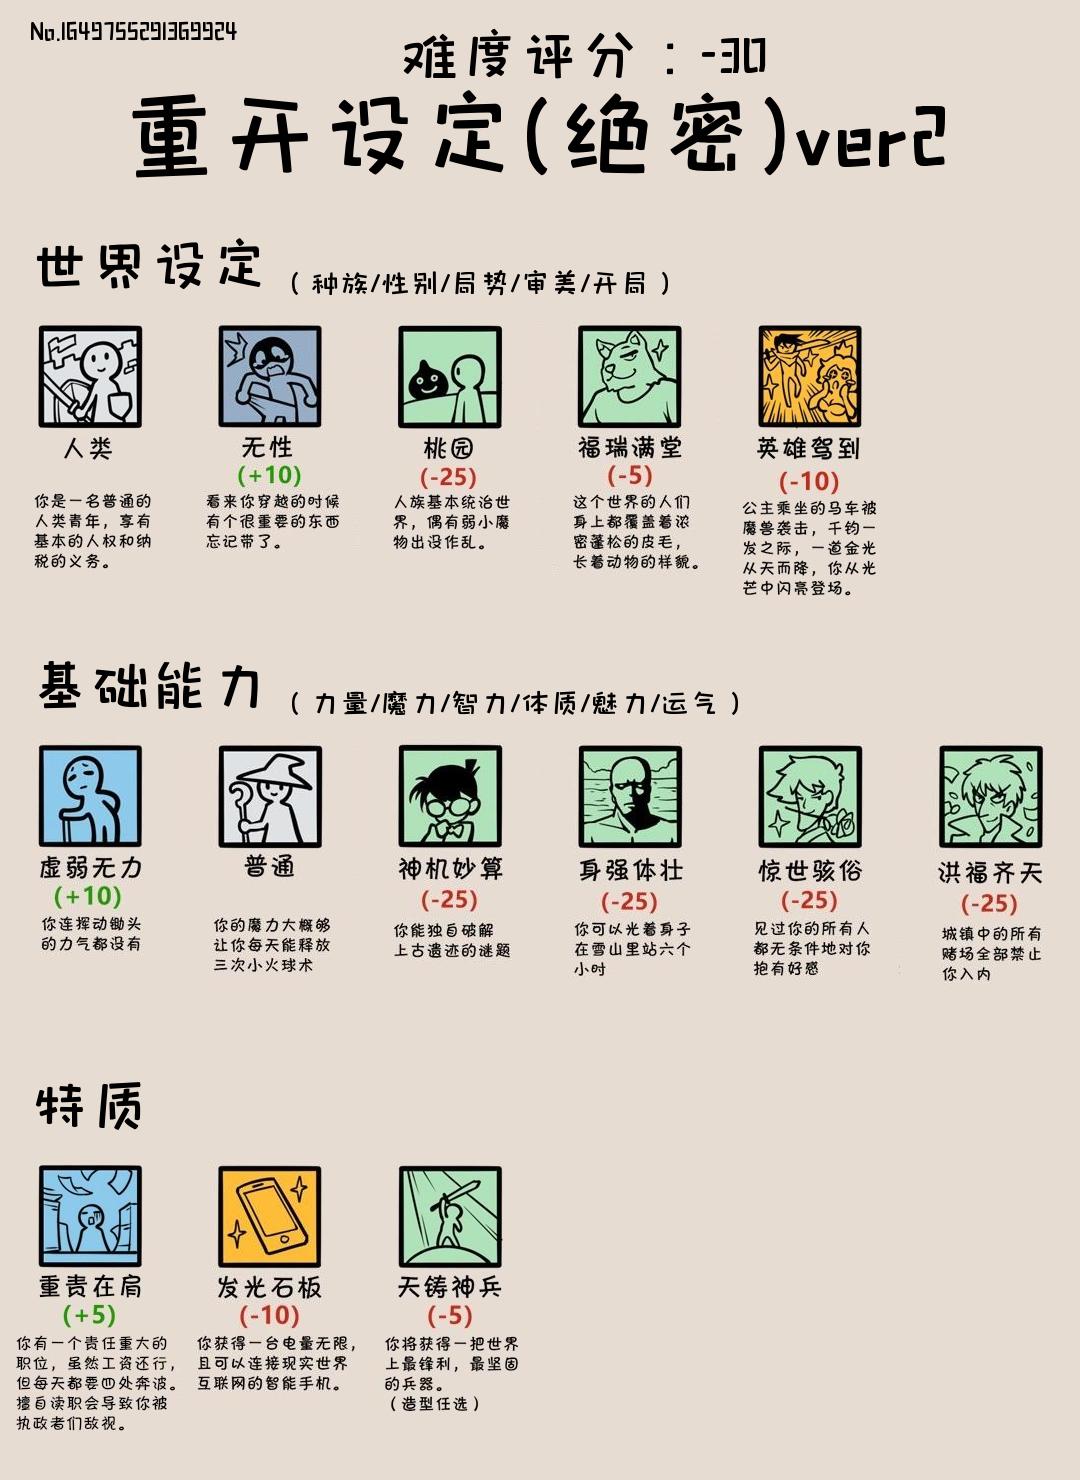 No.1649755291369924
难度评分：-30
重开设定(绝密)ver2
世界设定（种族/性别/局势/审美/开局）
人类
无性
桃园
福瑞满堂
英雄驾到
(+10)
(-25)
(-5)
(-10)
你是一名普通的
人类青年，享有
基本的人权和纳
税的义务。
看来你穿越的时候
有个很重要的东西
忘记带了。
人族基本统治世
界，偶有弱小魔
物出设作乱。
这个世界的人们
身上都覆盖着浓
密蓬松的皮毛，
长着动物的样貌。
公主乘坐的马车被
魔兽袭击，千钧一
发之际，一道金光
从天而降，你从光
芒中闪亮登场。
基础能力（力量/魔力/智力/体质/魅力/运气）
虚弱无力
普通
神机妙算
身强体壮
惊世骇俗
洪福齐天
(+10)
(-25)
(-25)
(-25)
(-25)
你连挥动锄头
的力气都没有
你的魔力大概够
让你每天能释放
三次小火球术
你能独自破解
上古遗迹的谜题
你可以光着身子
在雪山里站六个
小时
见过你的所有人
都无条件地对你
抱有好感
城镇中的所有
赌场全部禁止
你入内
特质
重责在肩
发光石板
天铸神兵
(+5)
(-10)
(-5)
你有一个责任重大的
职位，虽然工资还行，
但每天都要四处奔波。
擅自渎职会导致你被
执政者们敌视。
你获得一台电量无限，
且可以连接现实世界
互联网的智能手机。
你将获得一把世界
上最锋利，最坚固
的兵器。
（造型任选）